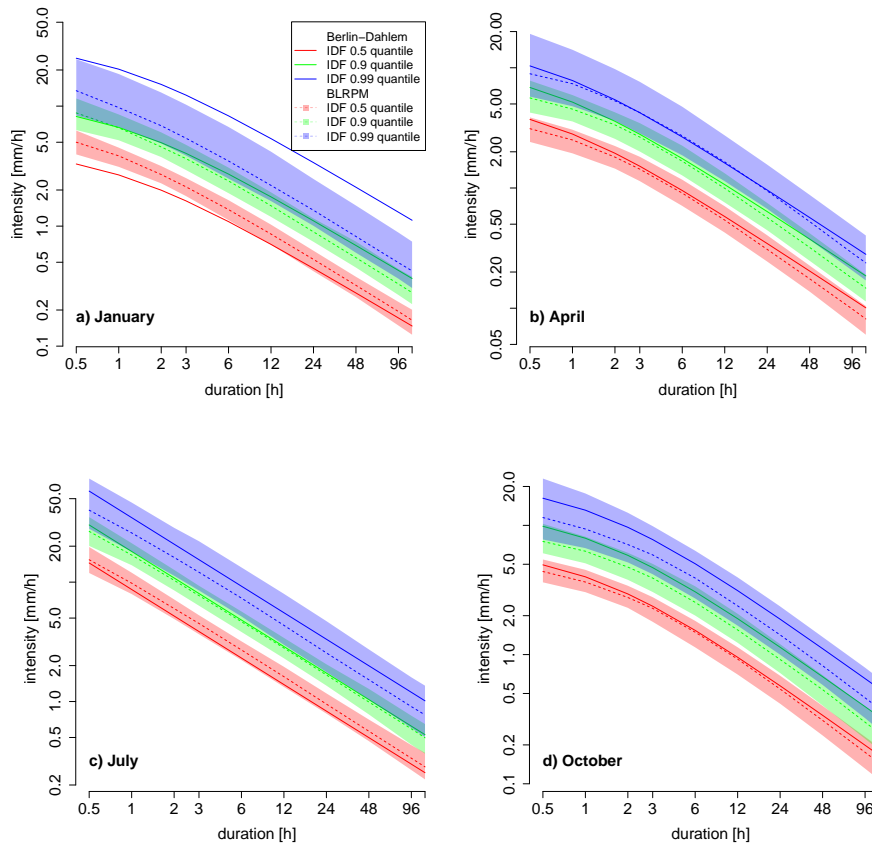 Berlin−Dahlem
IDF 0.5 quantile
IDF 0.9 quantile
IDF 0.99 quantile
BLRPM
IDF 0.5 quantile
IDF 0.9 quantile
IDF 0.99 quantile
intensity [mm/h]
50.0
20.0
5.0
2.0
1.0
0.5
0.2
0.1
a) January
0.5 1 2 3 6 12 24 48 96
duration [h]
intensity [mm/h]
20.00
5.00
2.00
0.50
0.20
0.05
b) April
0.5 1 2 3 6 12 24 48 96
duration [h]
intensity [mm/h]
50.0
20.0
5.0
2.0
1.0
0.5
0.2
c) July
0.5 1 2 3 6 12 24 48 96
duration [h]
intensity [mm/h]
20.0
5.0
2.0
1.0
0.5
0.2
0.1
d) October
0.5 1 2 3 6 12 24 48 96
duration [h]